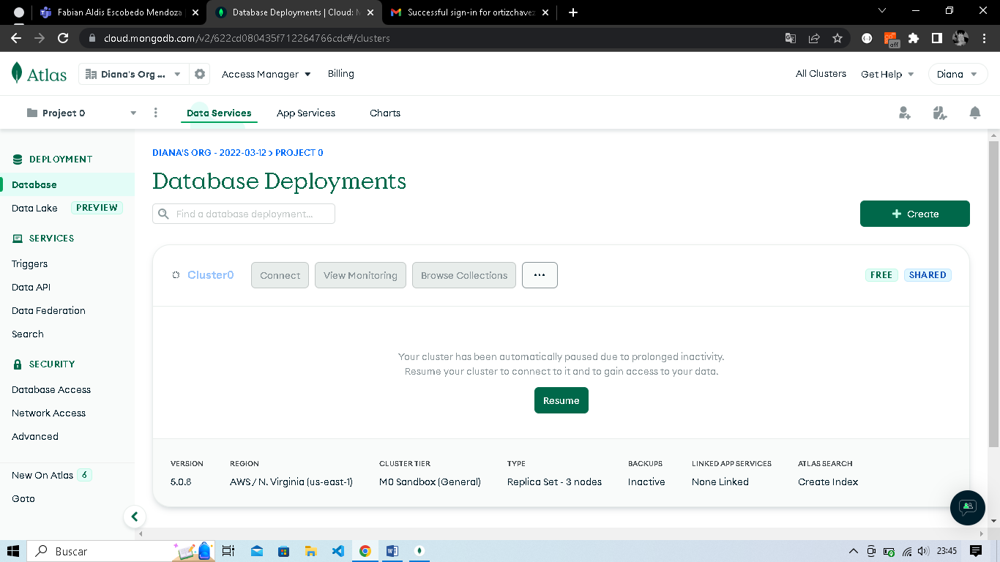 Fabian Aldis Escobedo Mendoza
Database Deployments | Cloud: M
Successful sign-in for ortizchavez
cloud.mongodb.com/v2/622cd080435f712264766cdc#/clusters
off
Atlas
Diana's Org ...
Access Manager
Billing
All Clusters
Get Help
Diana
Project 0
Data Services
App Services
Charts
DEPLOYMENT
Database
Data Lake PREVIEW
SERVICES
Triggers
Data API
Data Federation
Search
SECURITY
Database Access
Network Access
Advanced
New On Atlas 6
Goto
DIANA'S ORG - 2022-03-12 > PROJECT 0
Database Deployments
Find a database deployment...
+ Create
Cluster0
Connect
View Monitoring
Browse Collections
...
FREE
SHARED
Your cluster has been automatically paused due to prolonged inactivity.
Resume your cluster to connect to it and to gain access to your data.
Resume
VERSION
5.0.8
REGION
AWS / N. Virginia (us-east-1)
CLUSTER TIER
M0 Sandbox (General)
TYPE
Replica Set - 3 nodes
BACKUPS
Inactive
LINKED APP SERVICES
None Linked
ATLAS SEARCH
Create Index
Buscar
23:45